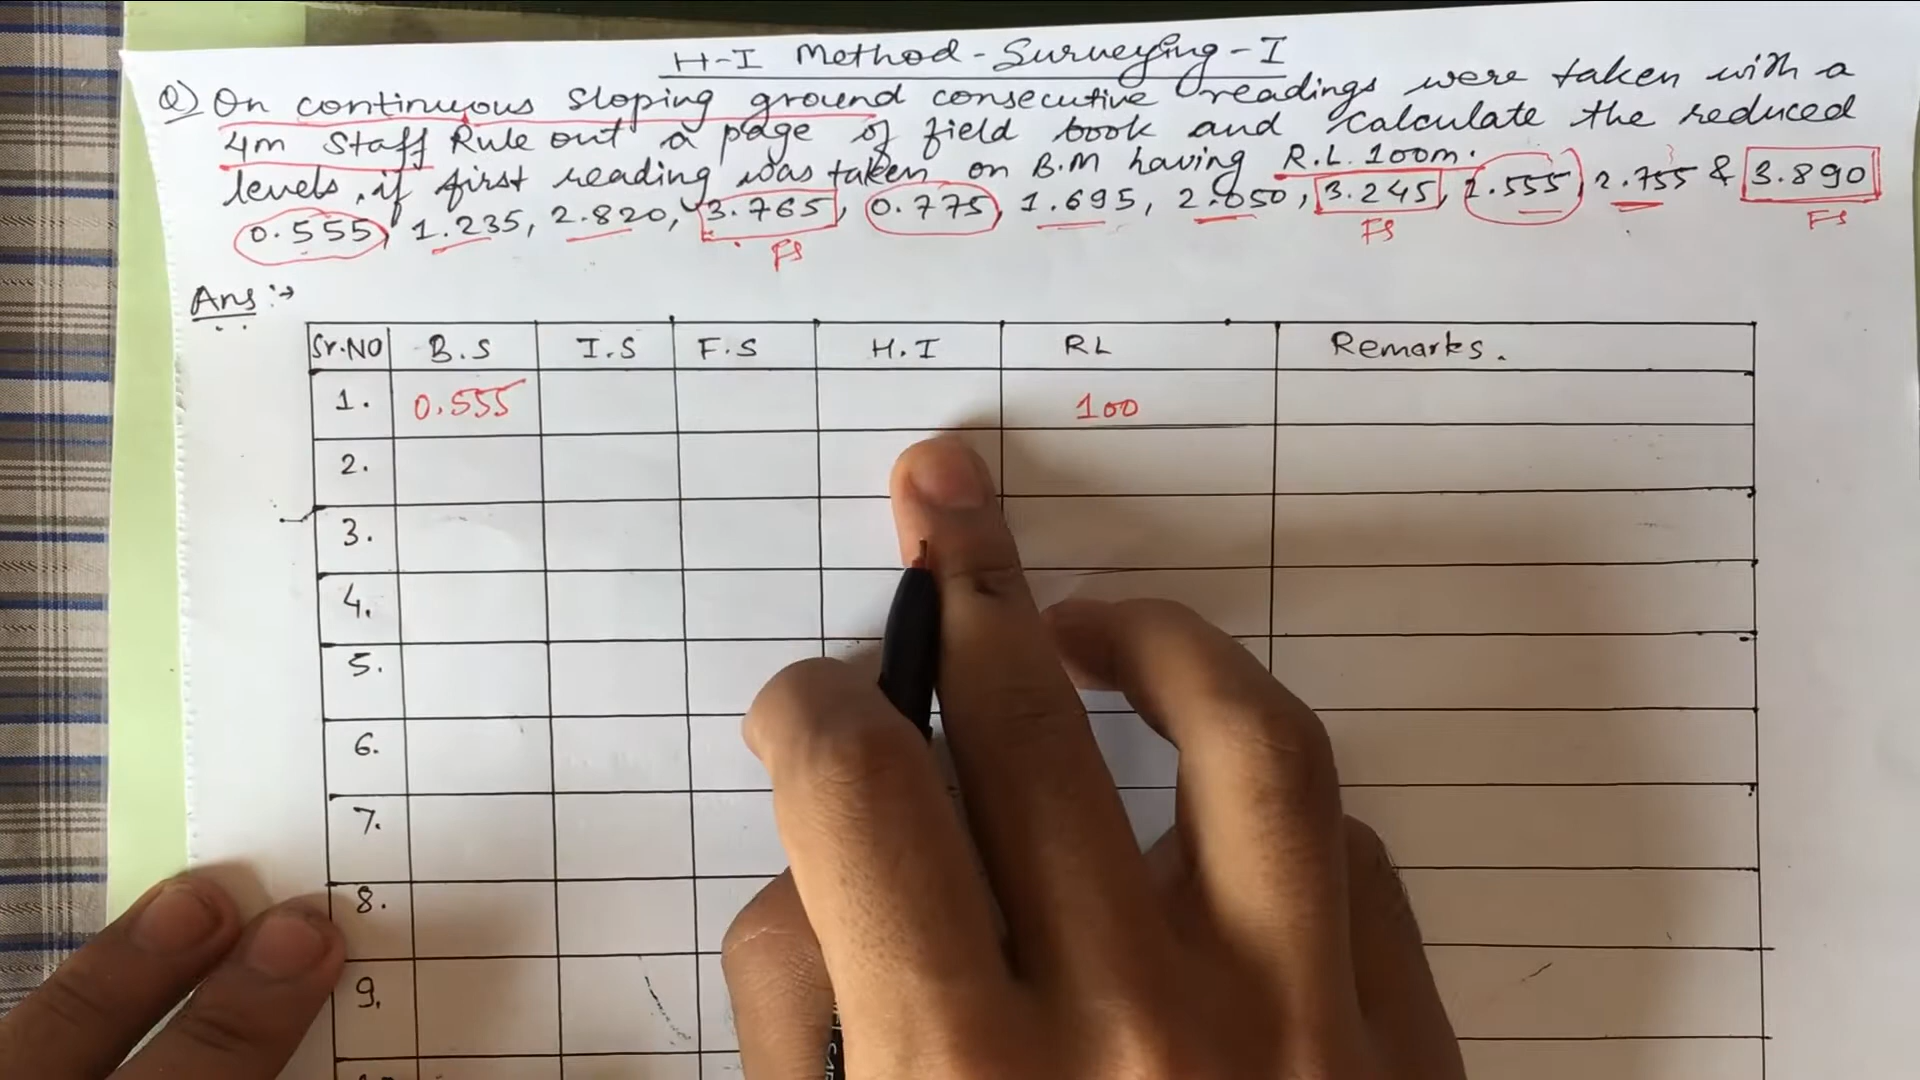 H-I Method - Surveying - I
Q) On continuous sloping ground consecutive readings were taken with a
4m Staff Rule out a page of field book and calculate the reduced
levels, if first reading was taken on B.M having R.L. 100m.
0.555, 1.235, 2.820, 3.765, 0.775, 1.695, 2.050, 3.245, 1.555, 2.755 & 3.890
FS FS FS
Ans :→
Sr.NO B.S I.S F.S H.I RL Remarks.
1. 0.555 100
2.
3.
4.
5.
6.
7.
8.
9.